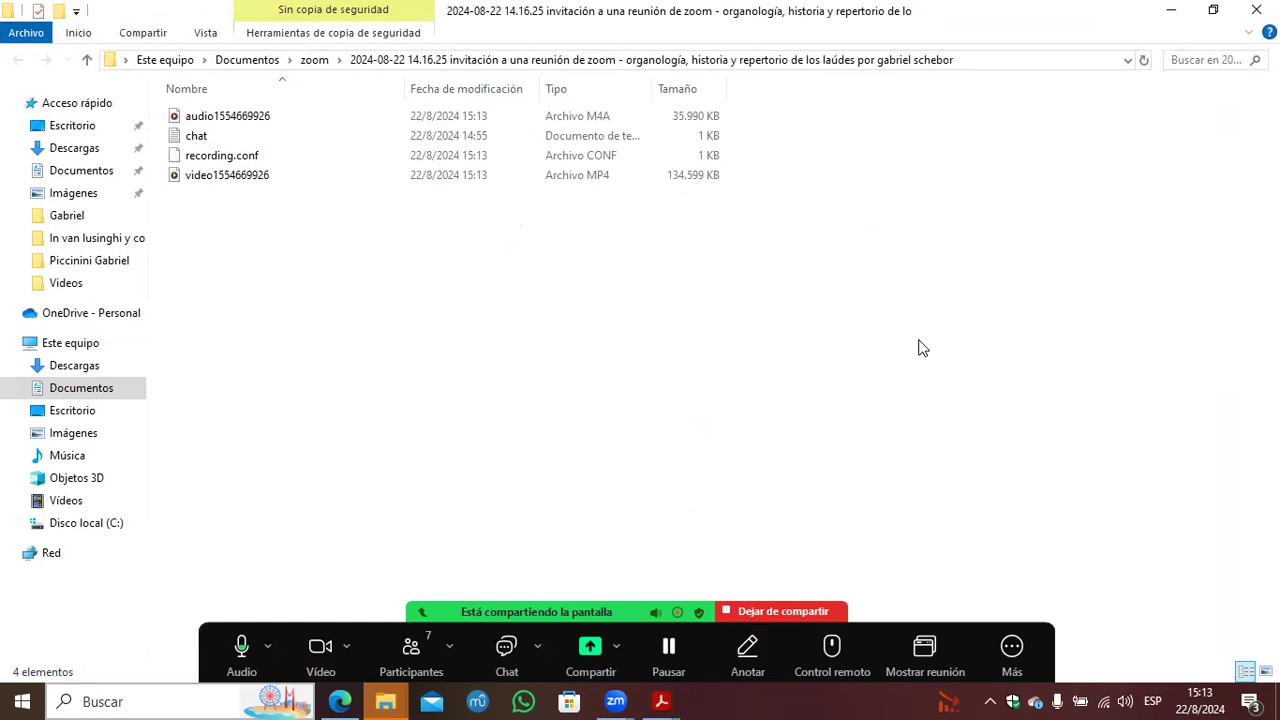 Sin copia de seguridad
2024-08-22 14.16.25 invitación a una reunión de zoom - organología, historia y repertorio de lo
Archivo
Inicio
Compartir
Vista
Herramientas de copia de seguridad
Este equipo > Documentos > zoom > 2024-08-22 14.16.25 invitación a una reunión de zoom - organología, historia y repertorio de los laúdes por gabriel schebor
Buscar en 20...
Nombre Fecha de modificación Tipo Tamaño
audio1554669926 22/8/2024 15:13 Archivo M4A 35.990 KB
chat 22/8/2024 14:55 Documento de te... 1 KB
recording.conf 22/8/2024 15:13 Archivo CONF 1 KB
video1554669926 22/8/2024 15:13 Archivo MP4 134.599 KB
Acceso rápido
Escritorio
Descargas
Documentos
Imágenes
Gabriel
In van lusinghi y co
Piccinini Gabriel
Videos
OneDrive - Personal
Este equipo
Descargas
Documentos
Escritorio
Imágenes
Música
Objetos 3D
Vídeos
Disco local (C:)
Red
Está compartiendo la pantalla
Dejar de compartir
7
Audio
Vídeo
Participantes
Chat
Compartir
Pausar
Anotar
Control remoto
Mostrar reunión
Más
4 elementos
Buscar
zm
ESP
15:13
22/8/2024
3